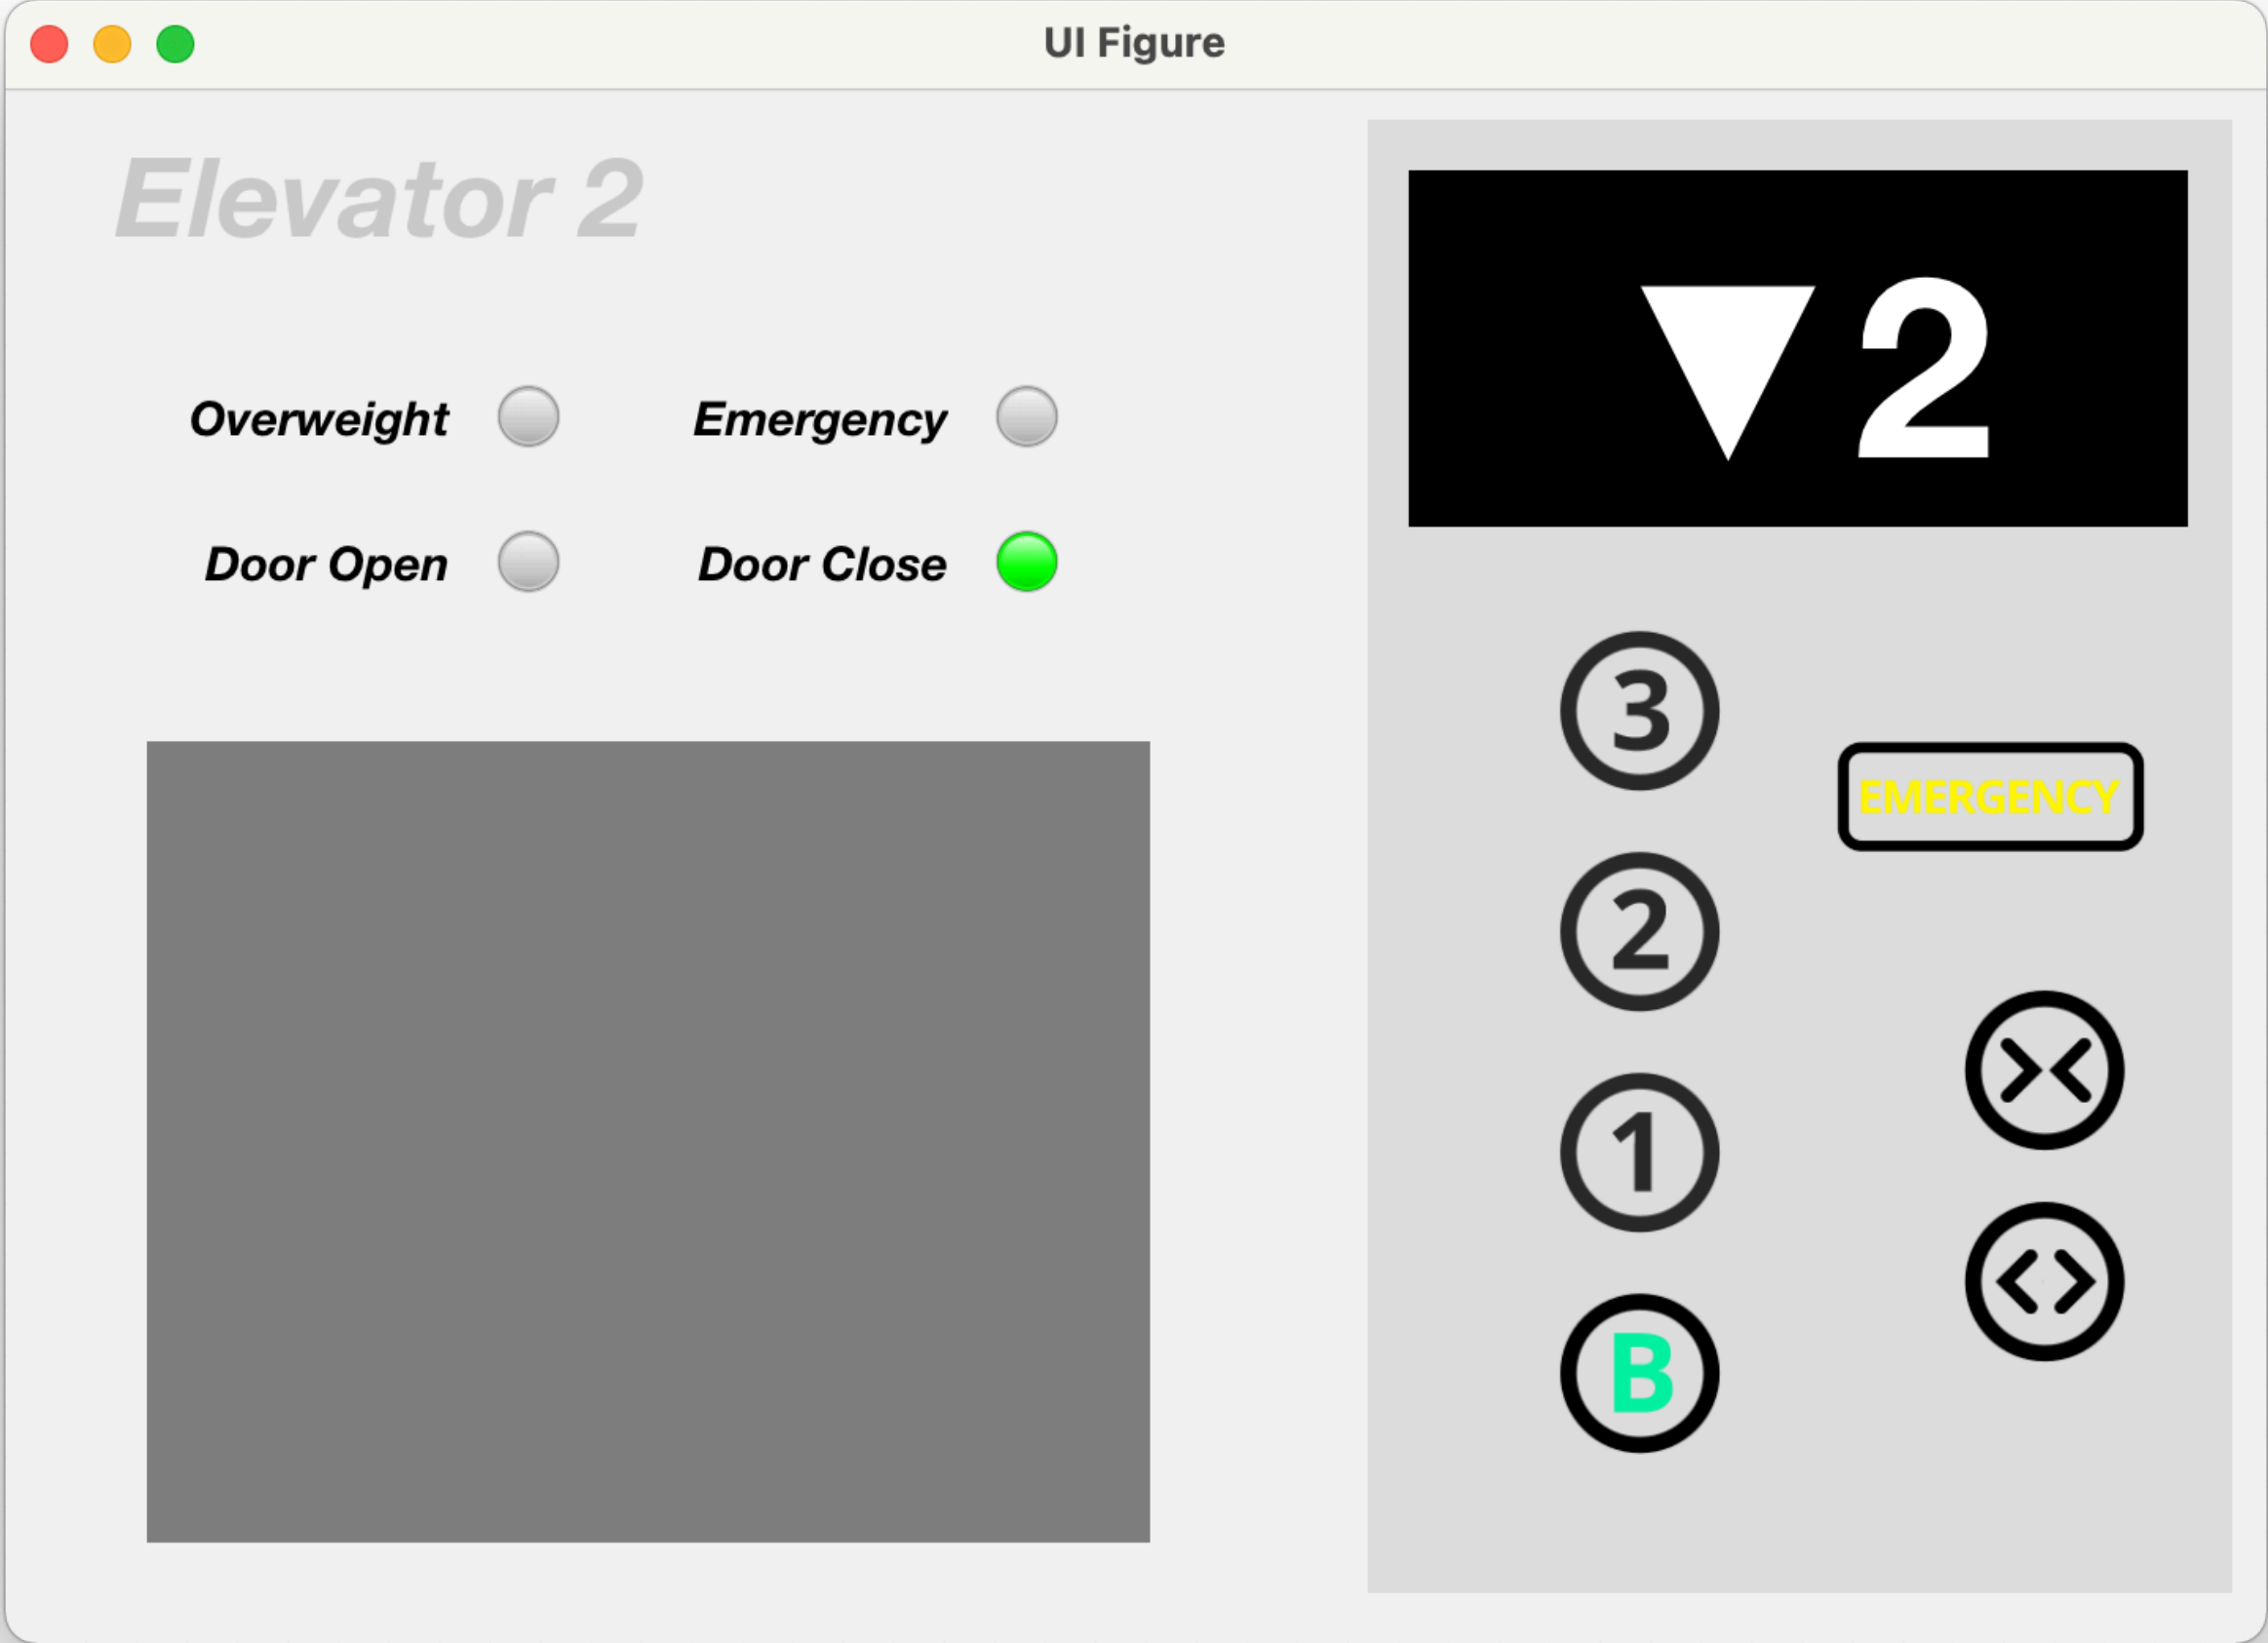 UI Figure
Elevator 2
Overweight
Emergency
Door Open
Door Close
▼2
3
EMERGENCY
2
1
B